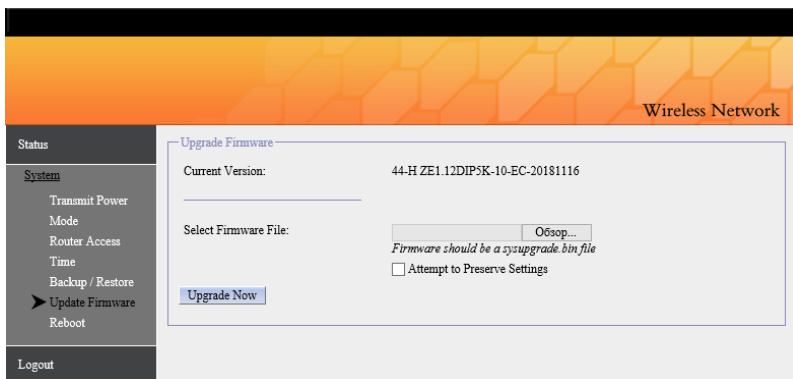 Wireless Network
Status
System
Transmit Power
Mode
Router Access
Time
Backup / Restore
Update Firmware
Reboot
Logout
Upgrade Firmware
Current Version: 44-H ZE1.12DIP5K-10-EC-20181116
Select Firmware File: Обзор...
Firmware should be a sysupgrade.bin file
Attempt to Preserve Settings
Upgrade Now